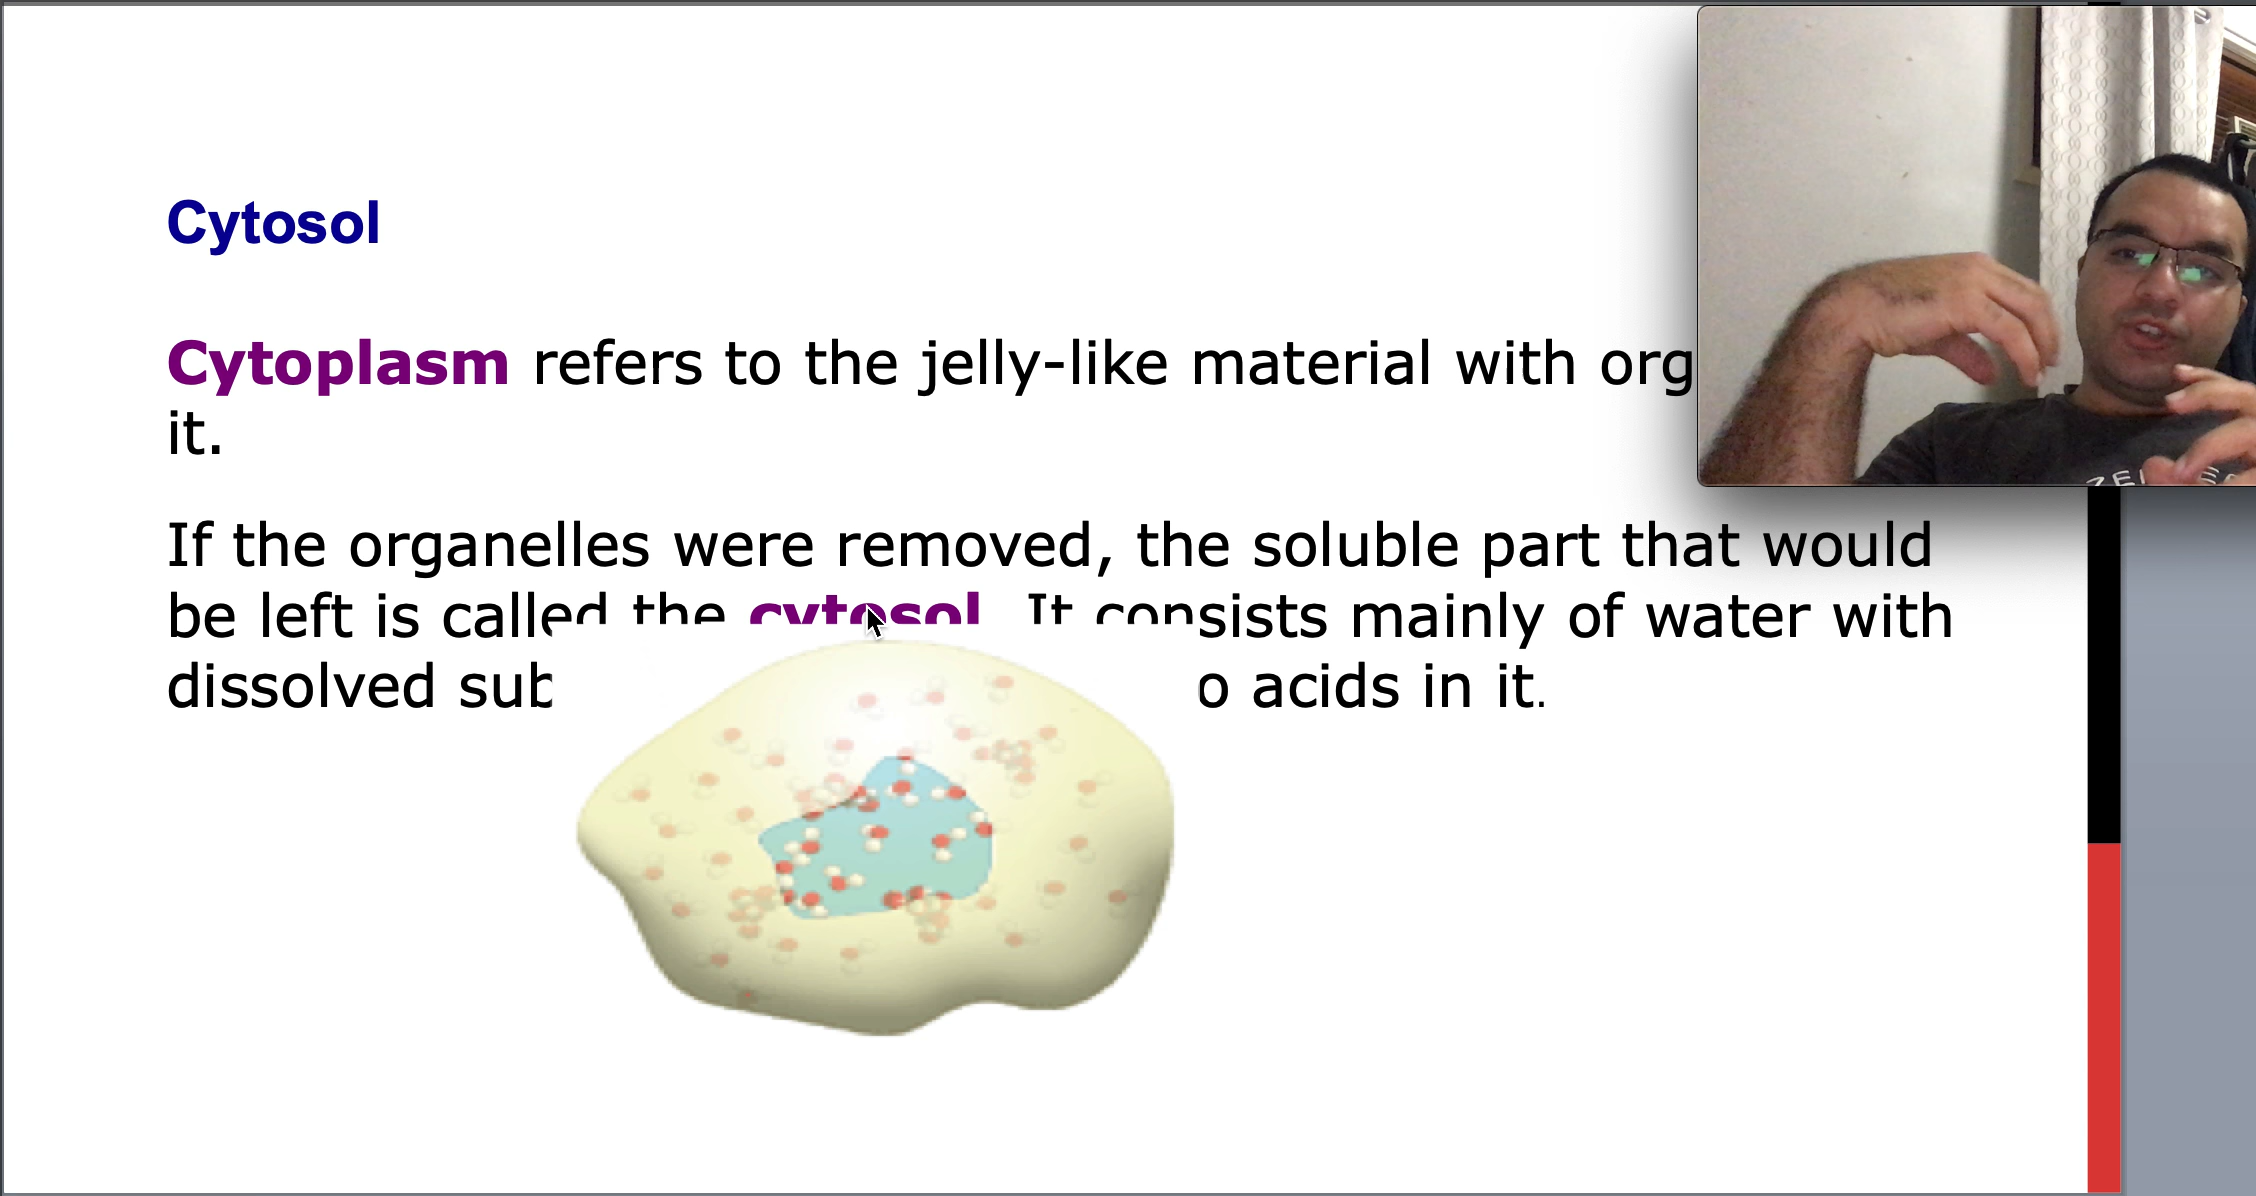 Cytosol
Cytoplasm refers to the jelly-like material with org
it.
If the organelles were removed, the soluble part that would
be left is called the cytosol. It consists mainly of water with
dissolved sub o acids in it.